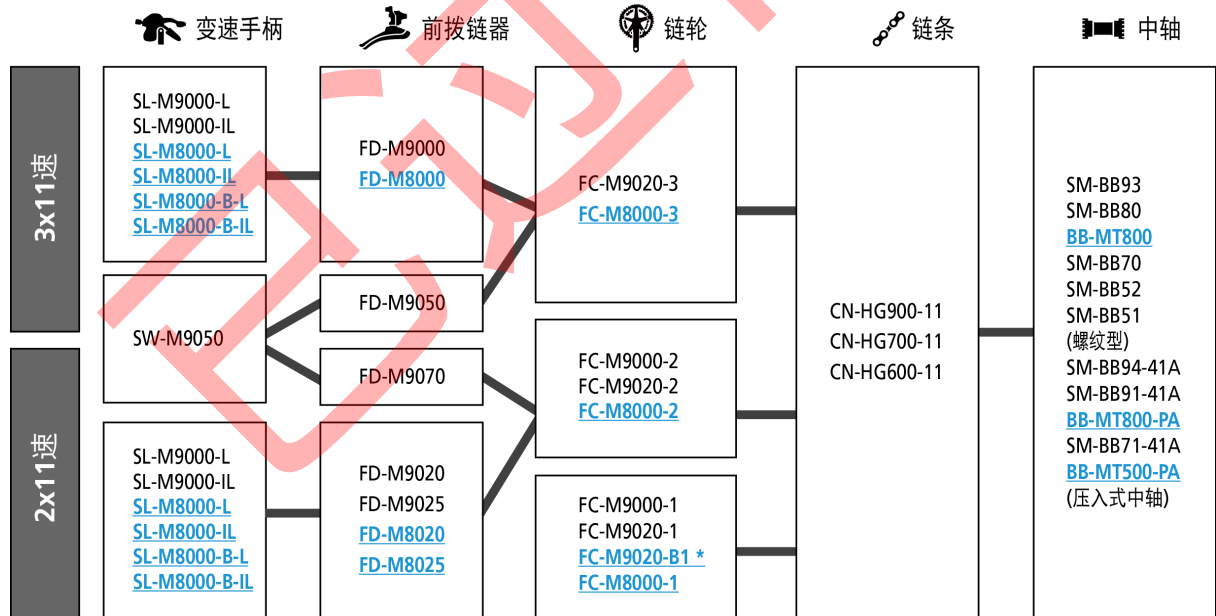 变速手柄
前拨链器
链轮
链条
中轴
3x11速
SL-M9000-L
SL-M9000-IL
SL-M8000-L
SL-M8000-IL
SL-M8000-B-L
SL-M8000-B-IL
SW-M9050
FD-M9000
FD-M8000
FD-M9050
FD-M9070
FC-M9020-3
FC-M8000-3
2x11速
SL-M9000-L
SL-M9000-IL
SL-M8000-L
SL-M8000-IL
SL-M8000-B-L
SL-M8000-B-IL
FD-M9020
FD-M9025
FD-M8020
FD-M8025
FC-M9000-2
FC-M9020-2
FC-M8000-2
FC-M9000-1
FC-M9020-1
FC-M9020-B1 *
FC-M8000-1
CN-HG900-11
CN-HG700-11
CN-HG600-11
SM-BB93
SM-BB80
BB-MT800
SM-BB70
SM-BB52
SM-BB51
(螺纹型)
SM-BB94-41A
SM-BB91-41A
BB-MT800-PA
SM-BB71-41A
BB-MT500-PA
(压入式中轴)